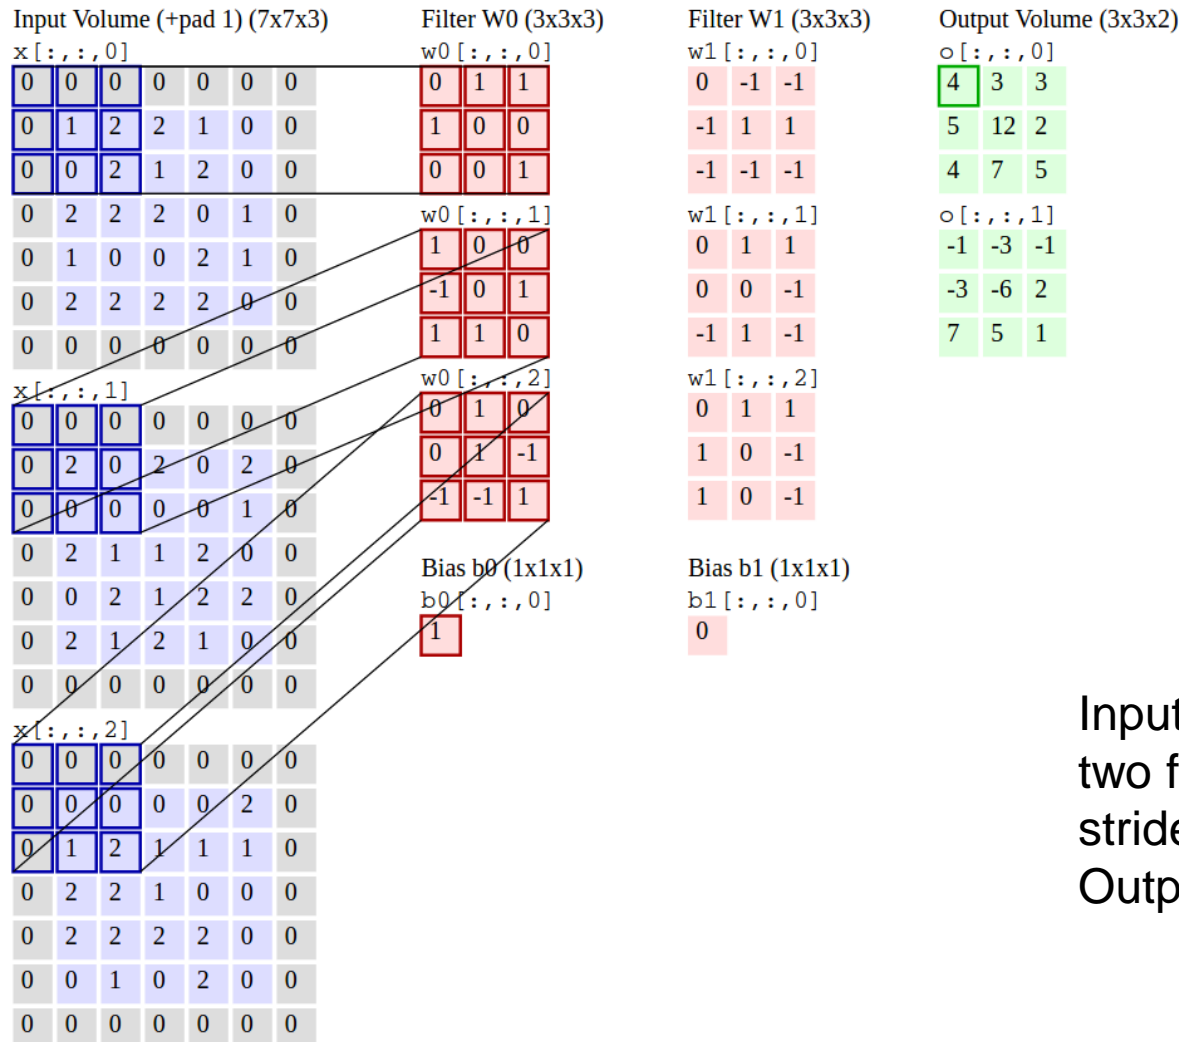 Input Volume (+pad 1) (7x7x3)
x[:,:,0]
0 0 0 0 0 0 0
0 1 2 2 1 0 0
0 0 2 1 2 0 0
0 2 2 2 0 1 0
0 1 0 0 2 1 0
0 2 2 2 2 0 0
0 0 0 0 0 0 0
x[:,:,1]
0 0 0 0 0 0 0
0 2 0 2 0 2 0
0 0 0 0 0 1 0
0 2 1 1 2 0 0
0 0 2 1 2 2 0
0 2 1 2 1 0 0
0 0 0 0 0 0 0
x[:,:,2]
0 0 0 0 0 0 0
0 0 0 0 0 2 0
0 1 2 1 1 1 0
0 2 2 1 0 0 0
0 2 2 2 2 0 0
0 0 1 0 2 0 0
0 0 0 0 0 0 0
Filter W0 (3x3x3)
w0[:,:,0]
0 1 1
1 0 0
0 0 1
w0[:,:,1]
1 0 0
-1 0 1
1 1 0
w0[:,:,2]
0 1 0
0 1 -1
-1 -1 1
Bias b0 (1x1x1)
b0[:,:,0]
1
Filter W1 (3x3x3)
w1[:,:,0]
0 -1 -1
-1 1 1
-1 -1 -1
w1[:,:,1]
0 1 1
0 0 -1
-1 1 -1
w1[:,:,2]
0 1 1
1 0 -1
1 0 -1
Bias b1 (1x1x1)
b1[:,:,0]
0
Output Volume (3x3x2)
o[:,:,0]
4 3 3
5 12 2
4 7 5
o[:,:,1]
-1 -3 -1
-3 -6 2
7 5 1
Input
two f
stride
Outp